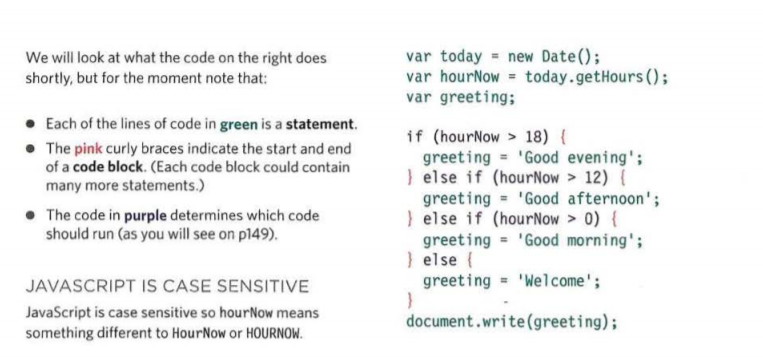 We will look at what the code on the right does
shortly, but for the moment note that:
● Each of the lines of code in green is a statement.
● The pink curly braces indicate the start and end
of a code block. (Each code block could contain
many more statements.)
● The code in purple determines which code
should run (as you will see on p149).
JAVASCRIPT IS CASE SENSITIVE
JavaScript is case sensitive so hourNow means
something different to HourNow or HOURNOW.
var today = new Date();
var hourNow = today.getHours();
var greeting;
if (hourNow > 18) {
greeting = 'Good evening';
} else if (hourNow > 12) {
greeting = 'Good afternoon';
} else if (hourNow > 0) {
greeting = 'Good morning';
} else {
greeting = 'Welcome';
}
document.write(greeting);